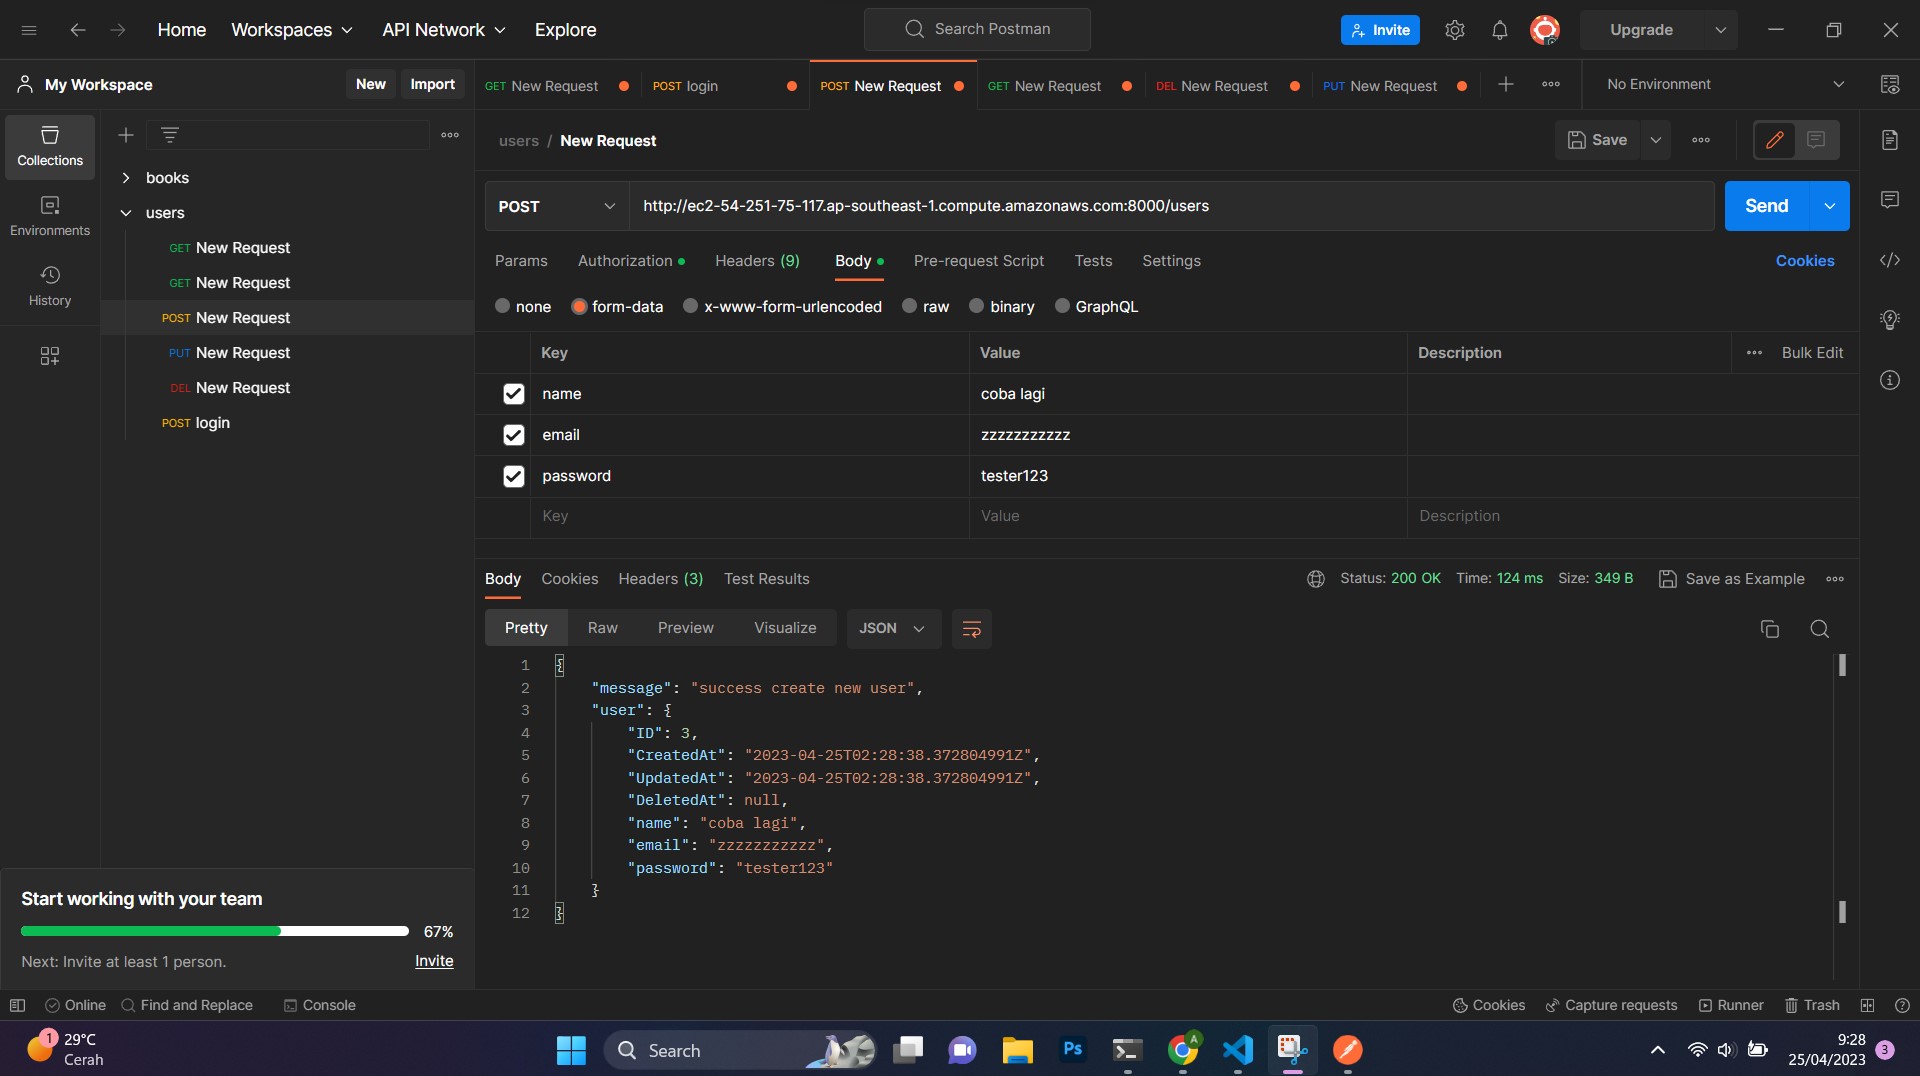 Home Workspaces API Network Explore Search Postman Invite Upgrade
My Workspace New Import
GET New Request POST login POST New Request GET New Request DEL New Request PUT New Request No Environment
Collections
Environments
History
books
users
GET New Request
GET New Request
POST New Request
PUT New Request
DEL New Request
POST login
users / New Request Save
POST http://ec2-54-251-75-117.ap-southeast-1.compute.amazonaws.com:8000/users Send
Params Authorization Headers (9) Body Pre-request Script Tests Settings Cookies
none form-data x-www-form-urlencoded raw binary GraphQL
Key Value Description Bulk Edit
name coba lagi
email zzzzzzzzzzz
password tester123
Key Value Description
Body Cookies Headers (3) Test Results Status: 200 OK Time: 124 ms Size: 349 B Save as Example
Pretty Raw Preview Visualize JSON
1 {
2 "message": "success create new user",
3 "user": {
4 "ID": 3,
5 "CreatedAt": "2023-04-25T02:28:38.372804991Z",
6 "UpdatedAt": "2023-04-25T02:28:38.372804991Z",
7 "DeletedAt": null,
8 "name": "coba lagi",
9 "email": "zzzzzzzzzzz",
10 "password": "tester123"
11 }
12 }
Start working with your team
67%
Next: Invite at least 1 person. Invite
Online Find and Replace Console Cookies Capture requests Runner Trash
1 29°C
Cerah
Search
Ps
A
9:28
25/04/2023
3